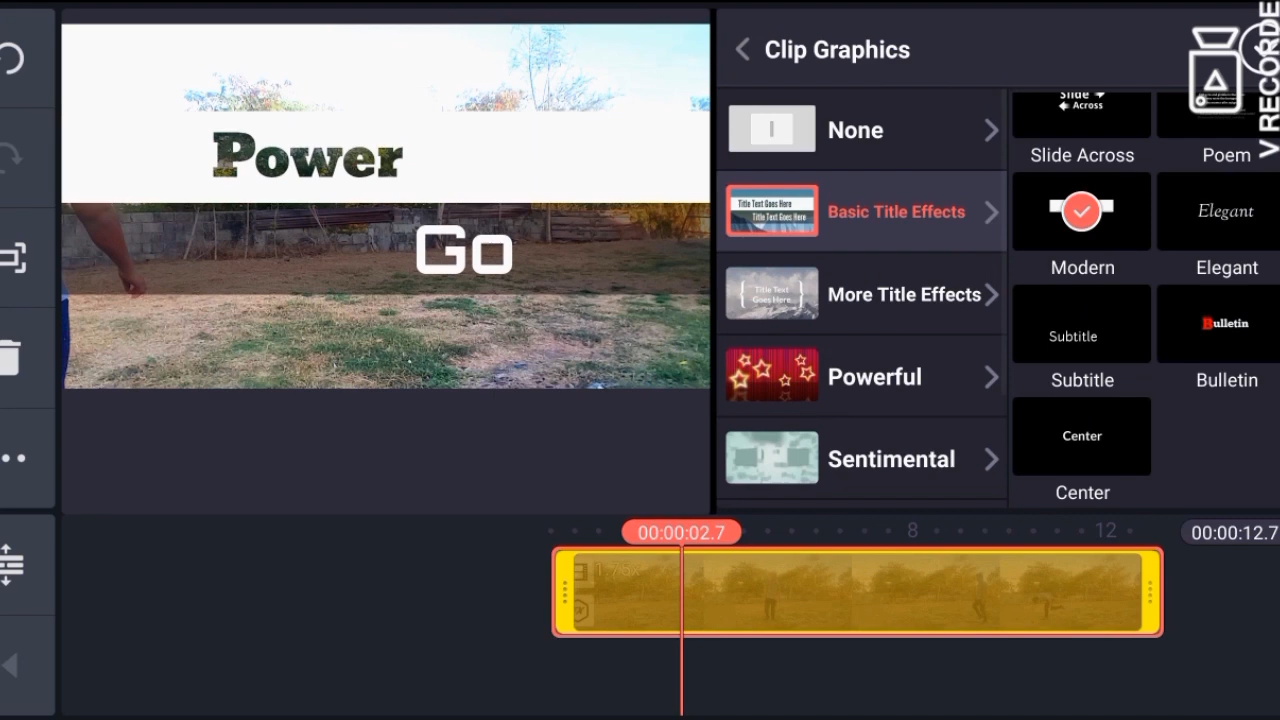 Power
Go
Clip Graphics
None
Title Text Goes Here
Title Text Goes Here
Basic Title Effects
Title Text
Goes Here
More Title Effects
Powerful
Sentimental
Slide
Across
Slide Across
Poem
Modern
Elegant
Elegant
Subtitle
Subtitle
Bulletin
Bulletin
Center
Center
V RECORDE
00:00:02.7
8
12
00:00:12.7
1.75x